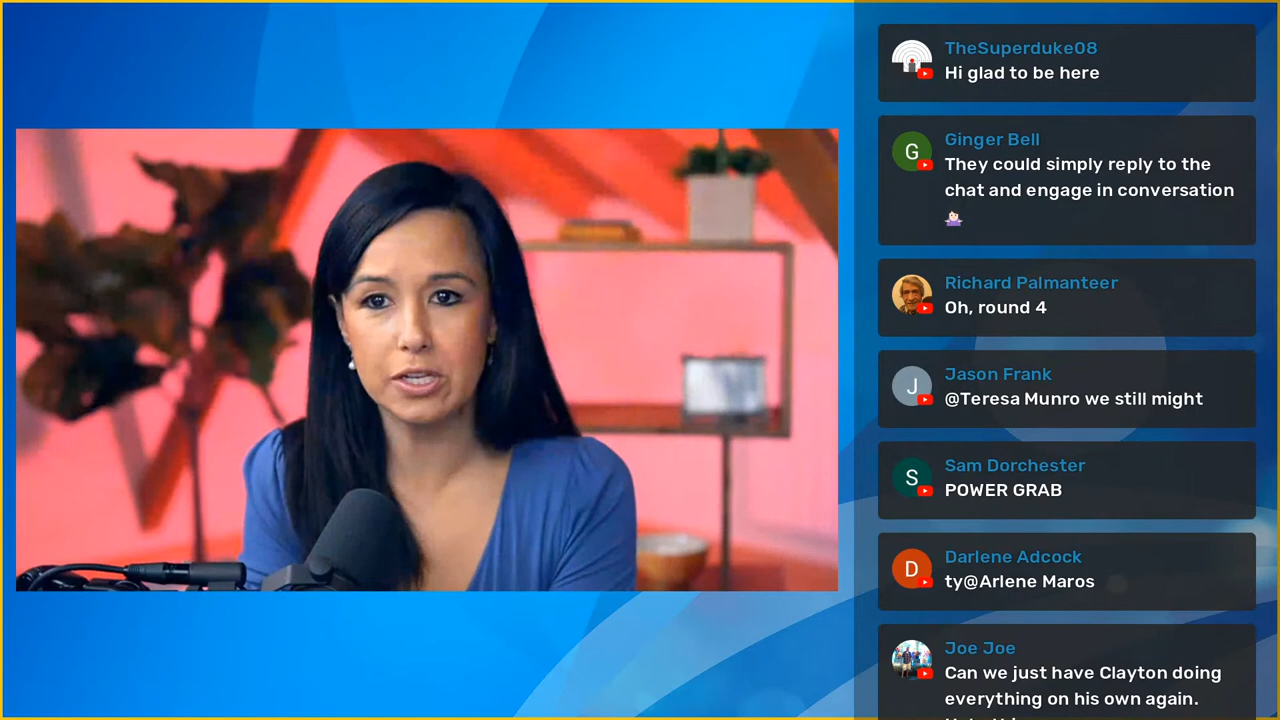 TheSuperduke08
Hi glad to be here
G
Ginger Bell
They could simply reply to the
chat and engage in conversation
Richard Palmanteer
Oh, round 4
J
Jason Frank
@Teresa Munro we still might
S
Sam Dorchester
POWER GRAB
D
Darlene Adcock
ty@Arlene Maros
Joe Joe
Can we just have Clayton doing
everything on his own again.